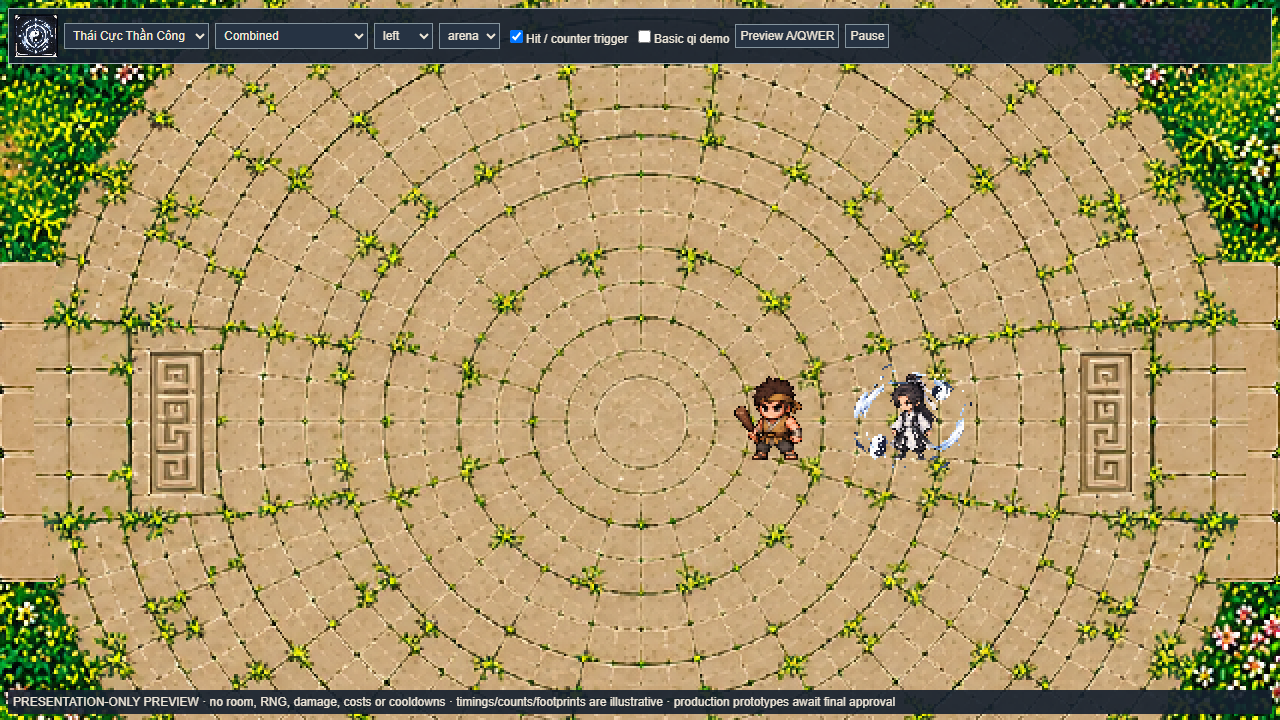 Thái Cực Thần Công Combined left arena Hit / counter trigger Basic qi demo Preview A/QWER Pause
PRESENTATION-ONLY PREVIEW · no room, RNG, damage, costs or cooldowns · timings/counts/footprints are illustrative · production prototypes await final approval